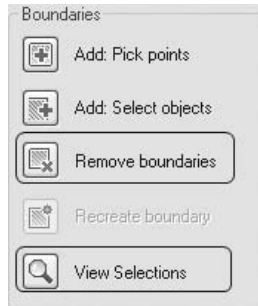 Boundaries
Add: Pick points
Add: Select objects
Remove boundaries
Recreate boundary
View Selections